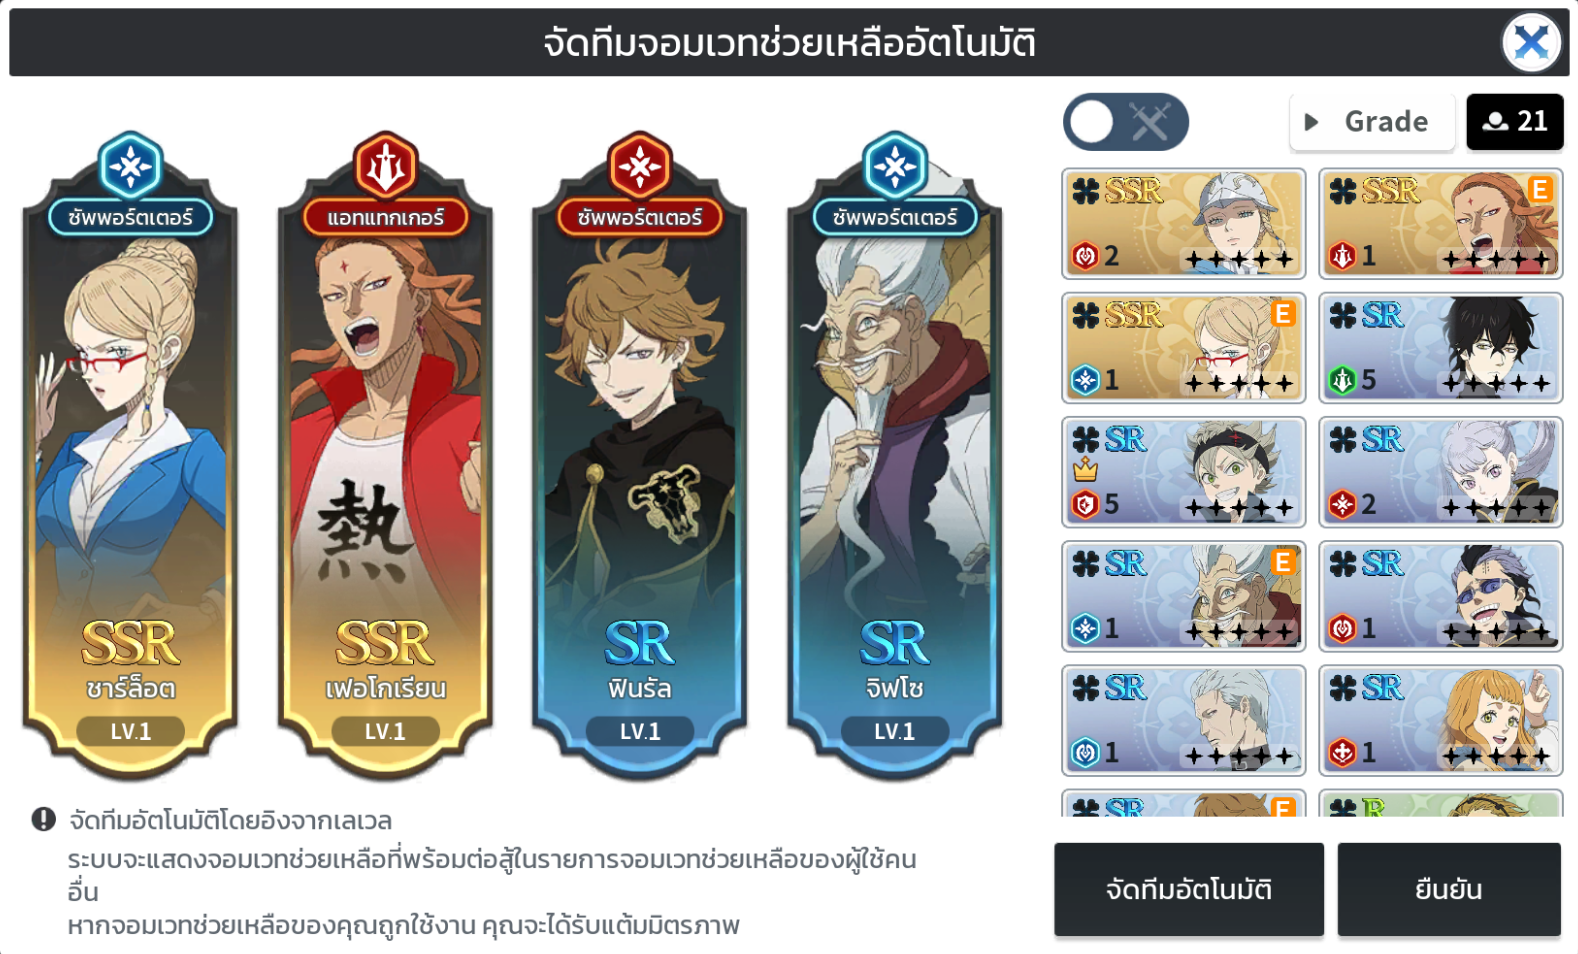 จัดทีมจอมเวทช่วยเหลืออัตโนมัติ
Grade
21
ซัพพอร์ตเตอร์
แอทแทกเกอร์
ซัพพอร์ตเตอร์
ซัพพอร์ตเตอร์
熱
SSR
ชาร์ล็อต
LV.1
SSR
เฟอโกเรียน
LV.1
SR
ฟินรัล
LV.1
SR
จิฟโซ
LV.1
SSR
2
SSR
E
1
SSR
E
1
SR
5
SR
5
SR
2
SR
E
1
SR
1
SR
1
SR
1
SR
E
R
จัดทีมอัตโนมัติโดยอิงจากเลเวล
ระบบจะแสดงจอมเวทช่วยเหลือที่พร้อมต่อสู้ในรายการจอมเวทช่วยเหลือของผู้ใช้คน
อื่น
หากจอมเวทช่วยเหลือของคุณถูกใช้งาน คุณจะได้รับแต้มมิตรภาพ
จัดทีมอัตโนมัติ
ยืนยัน